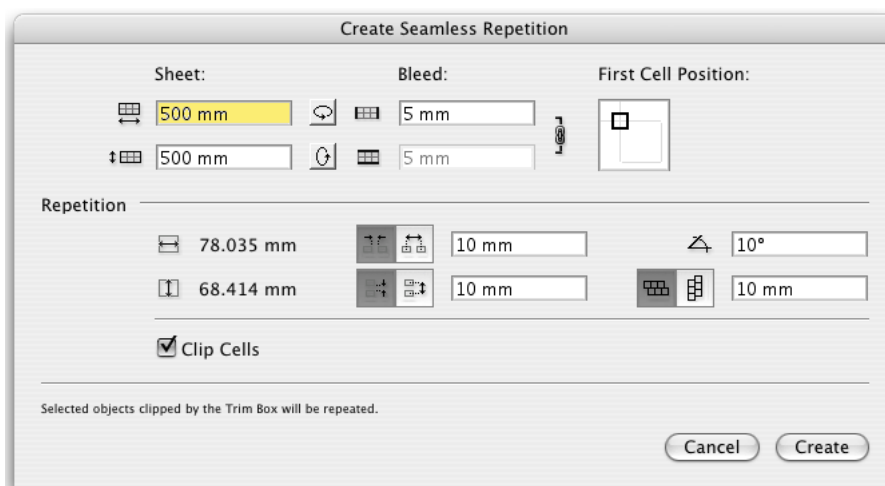 Create Seamless Repetition
Sheet: Bleed: First Cell Position:
500 mm 5 mm
500 mm 5 mm
Repetition
78.035 mm 10 mm 10°
68.414 mm 10 mm 10 mm
Clip Cells
Selected objects clipped by the Trim Box will be repeated.
Cancel Create